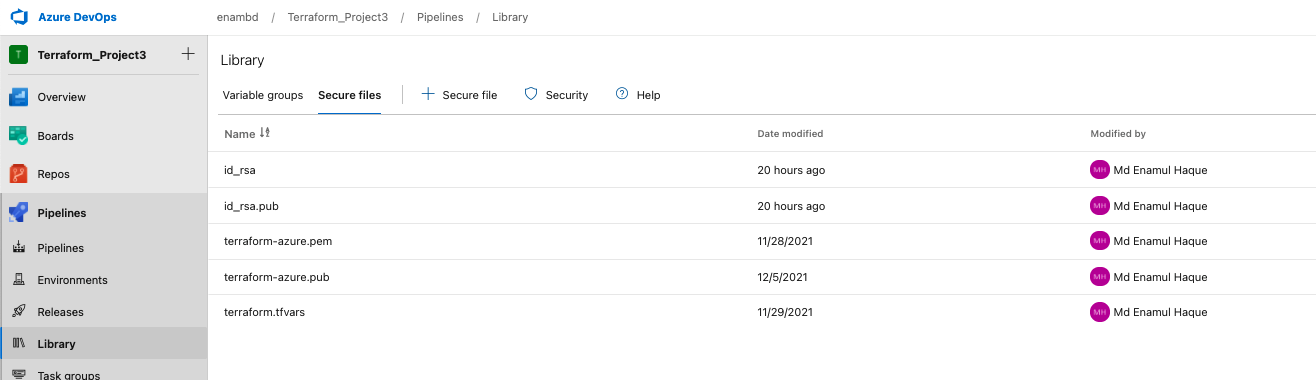 Azure DevOps
enambd / Terraform_Project3 / Pipelines / Library
T Terraform_Project3 +
Overview
Boards
Repos
Pipelines
Pipelines
Environments
Releases
Library
Task groups
Library
Variable groups Secure files + Secure file Security ? Help
Name Date modified Modified by
id_rsa 20 hours ago MH Md Enamul Haque
id_rsa.pub 20 hours ago MH Md Enamul Haque
terraform-azure.pem 11/28/2021 MH Md Enamul Haque
terraform-azure.pub 12/5/2021 MH Md Enamul Haque
terraform.tfvars 11/29/2021 MH Md Enamul Haque